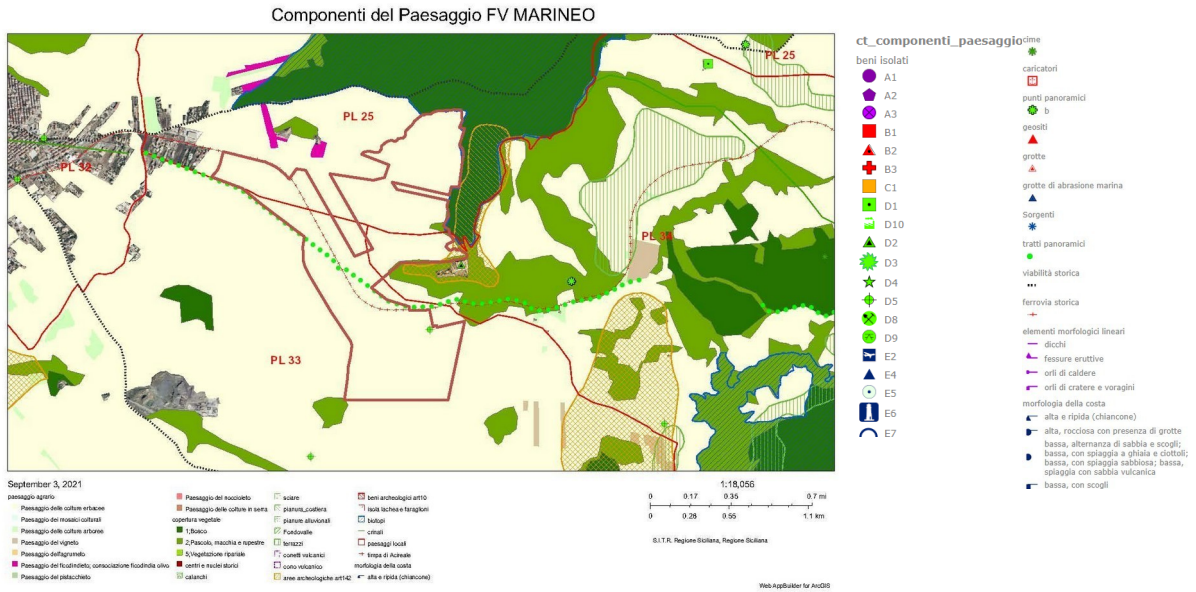 Componenti del Paesaggio FV MARINEO
PL 25
PL 25
PL 32
PL 33
September 3, 2021
paesaggio agrario
Paesaggio delle colture erbacee
Paesaggio dei mosaici colturali
Paesaggio delle colture arboree
Paesaggio del vigneto
Paesaggio dell'agrumeto
Paesaggio del ficodindieto; consociazione ficodindia olivo
Paesaggio del pistacchieto
Paesaggio del noccioleto
Paesaggio delle colture in serra
copertura vegetale
1;Bosco
2;Pascolo, macchia e rupestre
5;Vegetazione ripariale
centri e nuclei storici
calanchi
sciare
pianura_costiera
pianure alluvionali
Fondovalle
terrazzi
conetti vulcanici
cono vulcanico
aree archeologiche art142
beni archeologici art10
isola lachea e faraglioni
biotopi
crinali
paesaggi locali
timpa di Acireale
morfologia della costa
alta e ripida (chiancone)
1:18,056
0 0.17 0.35 0.7 mi
0 0.28 0.55 1.1 km
S.I.T.R. Regione Siciliana, Regione Siciliana
Web AppBuilder for ArcGIS
ct_componenti_paesaggio
beni isolati
A1
A2
A3
B1
B2
B3
C1
D1
D10
D2
D3
D4
D5
D8
D9
E2
E4
E5
E6
E7
cime
caricatori
punti panoramici
b
geositi
grotte
grotte di abrasione marina
Sorgenti
tratti panoramici
viabilità storica
ferrovia storica
elementi morfologici lineari
dicchi
fessure eruttive
orli di caldere
orli di cratere e voragini
morfologia della costa
alta e ripida (chiancone)
alta, rocciosa con presenza di grotte
bassa, alternanza di sabbia e scogli;
bassa, con spiaggia a ghiaia e ciottoli;
bassa, con spiaggia sabbiosa; bassa,
spiaggia con sabbia vulcanica
bassa, con scogli